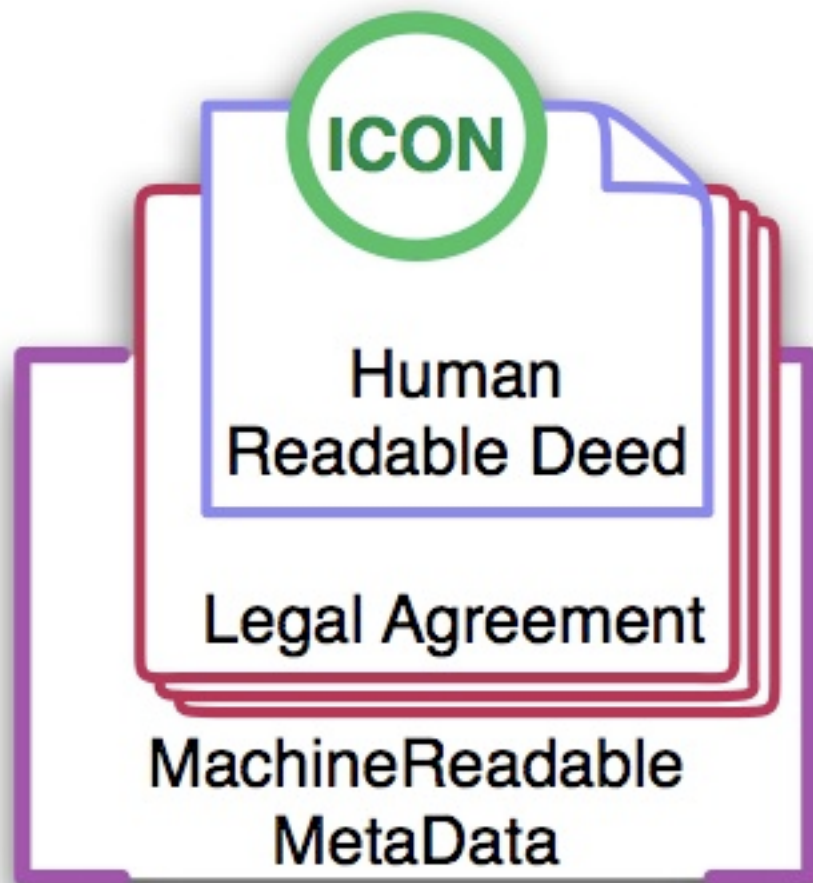 ICON
Human
Readable Deed
Legal Agreement
MachineReadable
MetaData